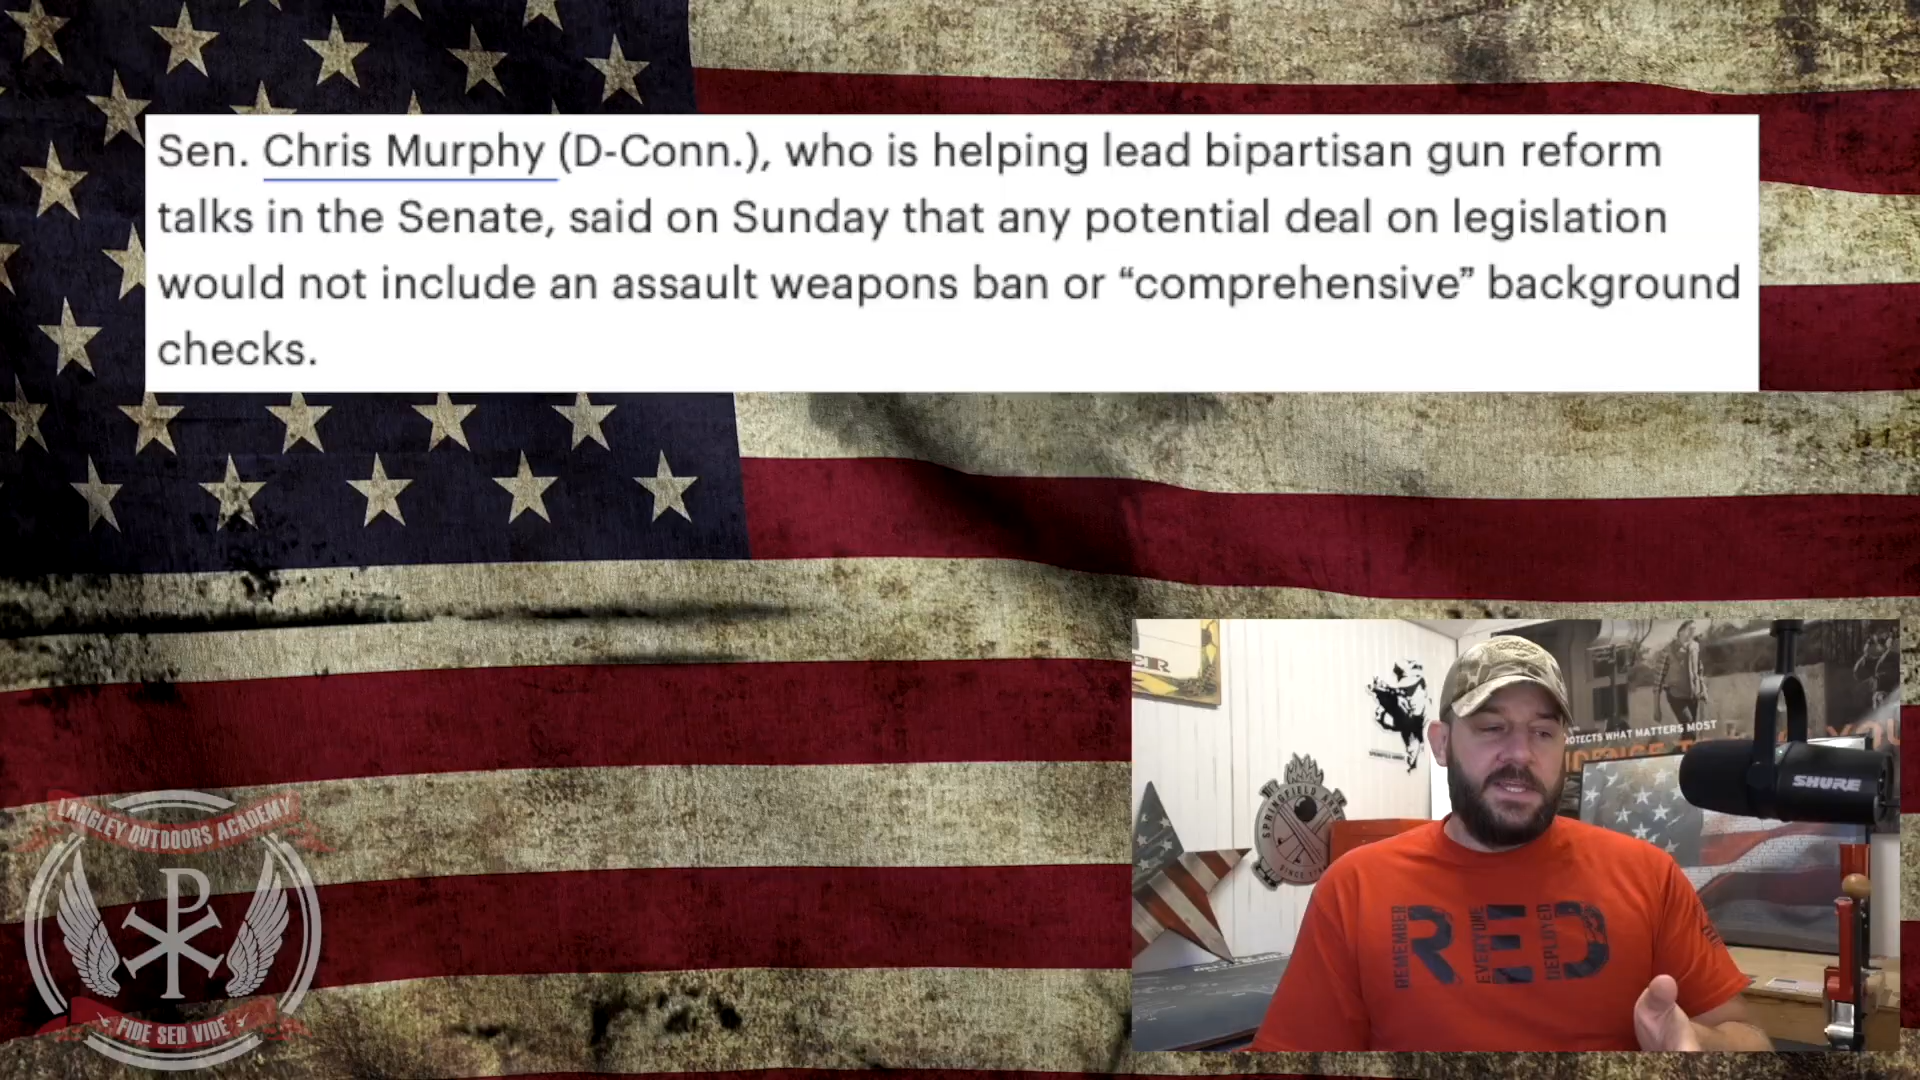 Sen. Chris Murphy (D-Conn.), who is helping lead bipartisan gun reform
talks in the Senate, said on Sunday that any potential deal on legislation
would not include an assault weapons ban or “comprehensive” background
checks.
PROTECTS WHAT MATTERS MOST
SPRINGFIELD
SINCE
SHURE
REMEMBER
EVERYONE
DEPLOYED
RED
LANGLEY OUTDOORS ACADEMY
FIDE SED VIDE